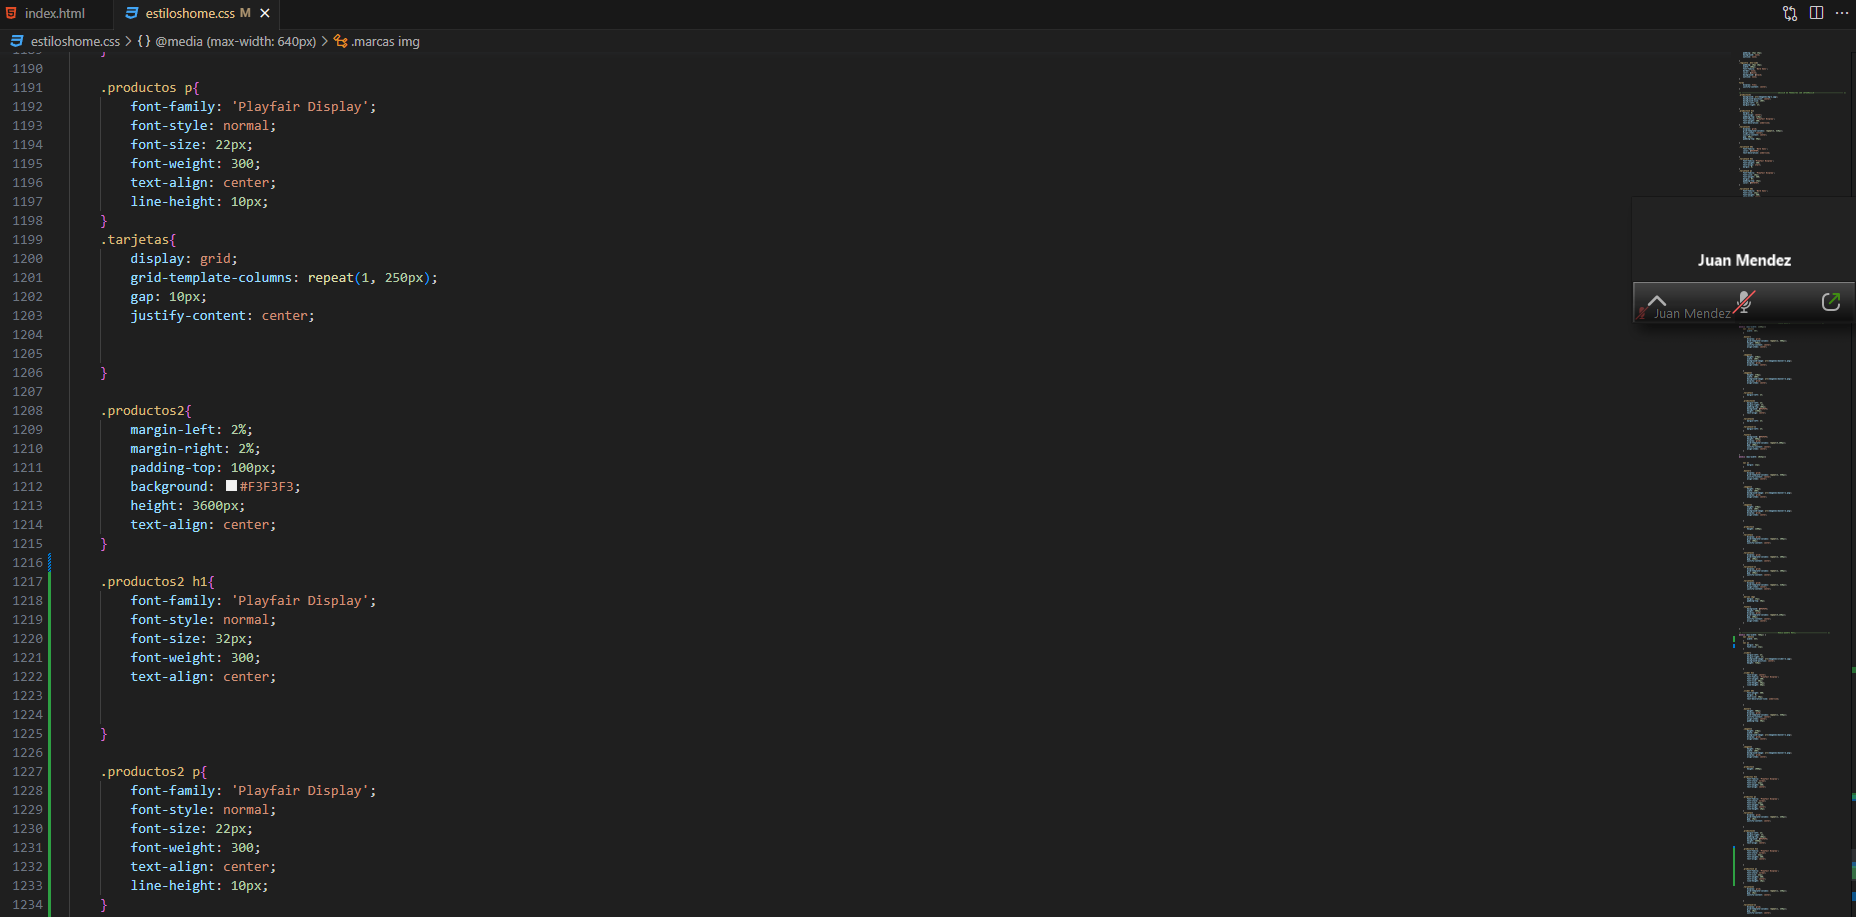 index.html
estiloshome.css M
estiloshome.css > {} @media (max-width: 640px) > .marcas img
1190
1191 .productos p{
1192 font-family: 'Playfair Display';
1193 font-style: normal;
1194 font-size: 22px;
1195 font-weight: 300;
1196 text-align: center;
1197 line-height: 10px;
1198 }
1199 .tarjetas{
1200 display: grid;
1201 grid-template-columns: repeat(1, 250px);
1202 gap: 10px;
1203 justify-content: center;
1204
1205
1206 }
1207
1208 .productos2{
1209 margin-left: 2%;
1210 margin-right: 2%;
1211 padding-top: 100px;
1212 background: #F3F3F3;
1213 height: 3600px;
1214 text-align: center;
1215 }
1216
1217 .productos2 h1{
1218 font-family: 'Playfair Display';
1219 font-style: normal;
1220 font-size: 32px;
1221 font-weight: 300;
1222 text-align: center;
1223
1224
1225 }
1226
1227 .productos2 p{
1228 font-family: 'Playfair Display';
1229 font-style: normal;
1230 font-size: 22px;
1231 font-weight: 300;
1232 text-align: center;
1233 line-height: 10px;
1234 }
Juan Mendez
Juan Mendez